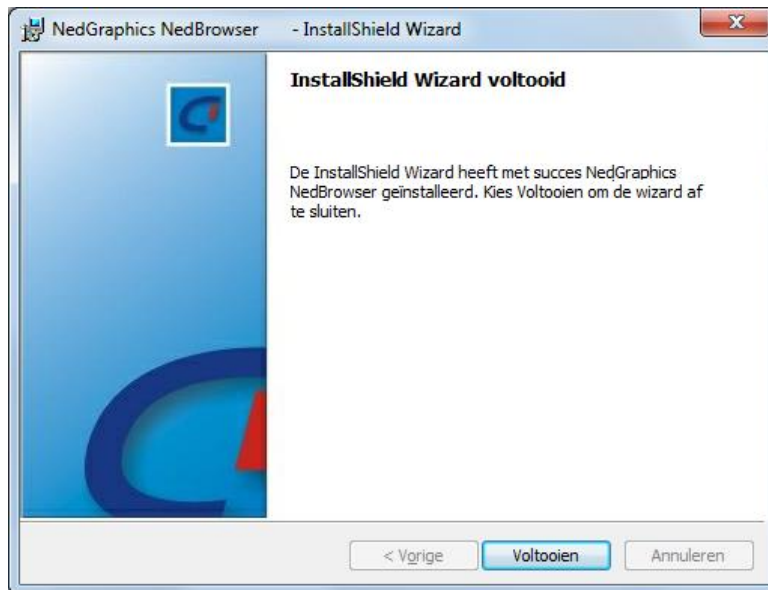 NedGraphics NedBrowser - InstallShield Wizard
InstallShield Wizard voltooid
De InstallShield Wizard heeft met succes NedGraphics
NedBrowser geïnstalleerd. Kies Voltooien om de wizard af
te sluiten.
< Vorige Voltooien Annuleren